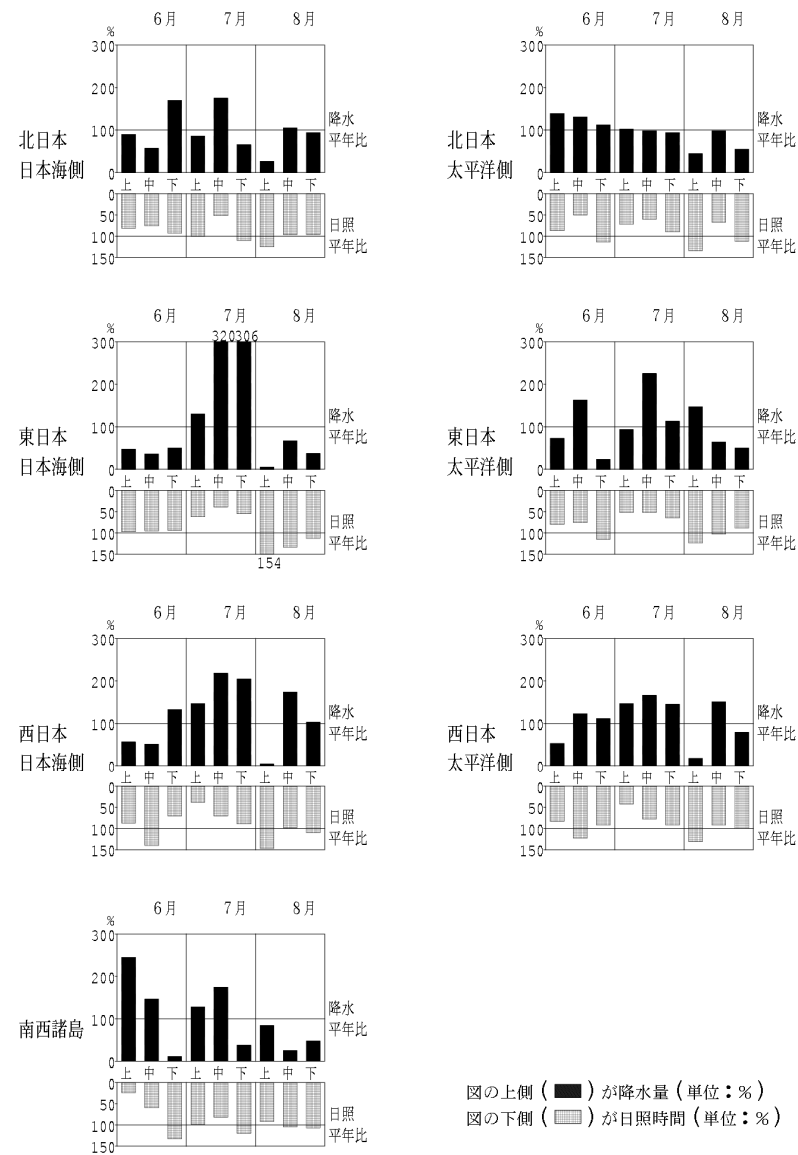 6月 7月 8月
%
300
200
100
0
北日本
日本海側
降水
平年比
上 中 下 上 中 下 上 中 下
0
50
100
150
日照
平年比
6月 7月 8月
%
300
200
100
0
北日本
太平洋側
降水
平年比
上 中 下 上 中 下 上 中 下
0
50
100
150
日照
平年比
6月 7月 8月
%
320306
300
200
100
0
東日本
日本海側
降水
平年比
上 中 下 上 中 下 上 中 下
0
50
100
150
日照
平年比
154
6月 7月 8月
%
300
200
100
0
東日本
太平洋側
降水
平年比
上 中 下 上 中 下 上 中 下
0
50
100
150
日照
平年比
6月 7月 8月
%
300
200
100
0
西日本
日本海側
降水
平年比
上 中 下 上 中 下 上 中 下
0
50
100
150
日照
平年比
6月 7月 8月
%
300
200
100
0
西日本
太平洋側
降水
平年比
上 中 下 上 中 下 上 中 下
0
50
100
150
日照
平年比
6月 7月 8月
%
300
200
100
0
南西諸島
降水
平年比
上 中 下 上 中 下 上 中 下
0
50
100
150
日照
平年比
図の上側(■)が降水量(単位:%)
図の下側( )が日照時間(単位:%)